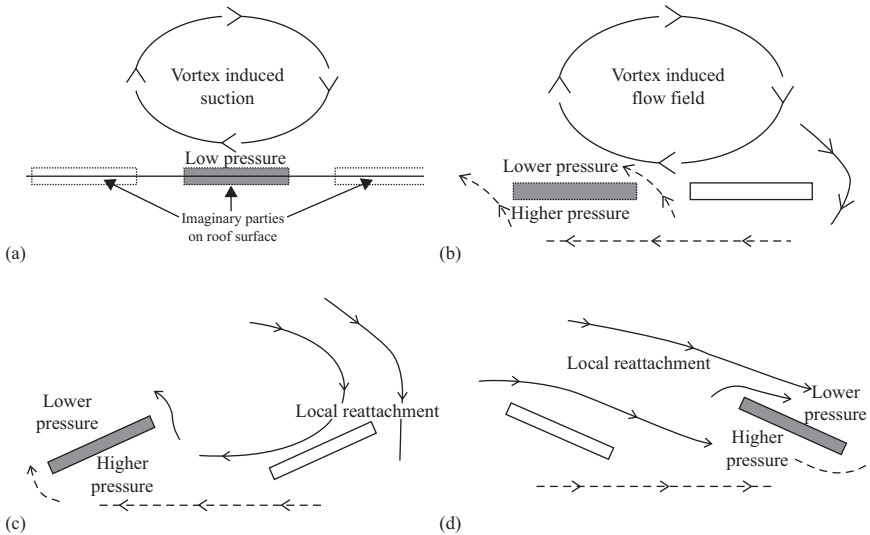 Vortex induced
suction
Low pressure
Imaginary parties
on roof surface
(a)
Vortex induced
flow field
Lower pressure
Higher pressure
(b)
Local reattachment
Lower
pressure
Higher
pressure
(c)
Local reattachment
Lower
pressure
Higher
pressure
(d)